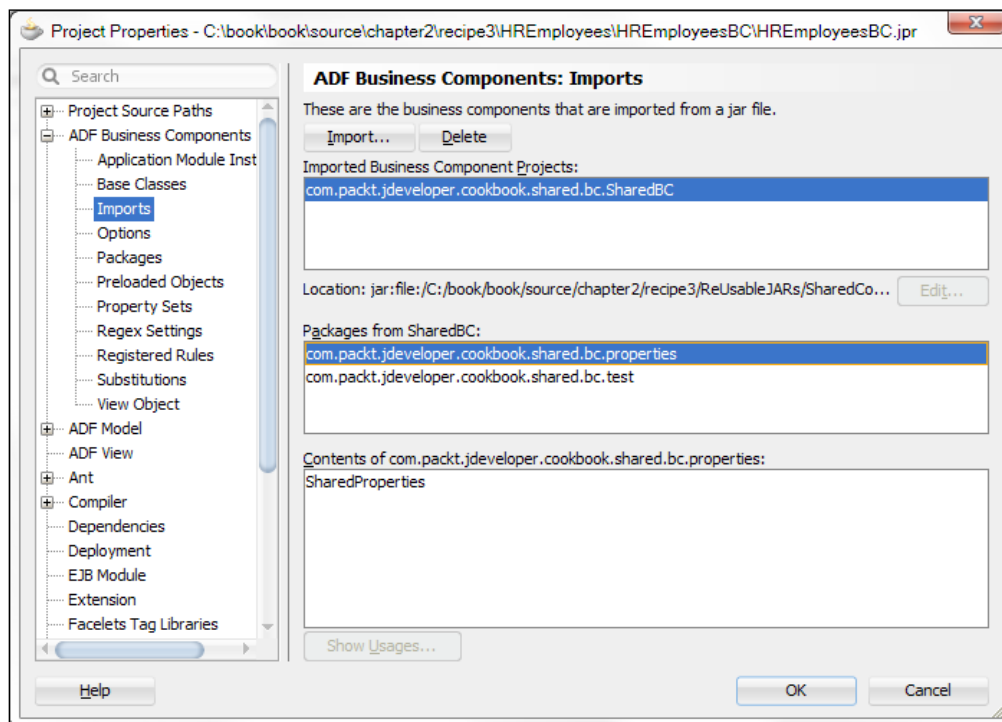 Project Properties - C:\book\book\source\chapter2\recipe3\HREmployees\HREmployeesBC\HREmployeesBC.jpr
Search
Project Source Paths
ADF Business Components
Application Module Inst
Base Classes
Imports
Options
Packages
Preloaded Objects
Property Sets
Regex Settings
Registered Rules
Substitutions
View Object
ADF Model
ADF View
Ant
Compiler
Dependencies
Deployment
EJB Module
Extension
Facelets Tag Libraries
ADF Business Components: Imports
These are the business components that are imported from a jar file.
Import... Delete
Imported Business Component Projects:
com.packt.jdeveloper.cookbook.shared.bc.SharedBC
Location: jar:file:/C:/book/book/source/chapter2/recipe3/ReUsableJARs/SharedCo... Edit...
Packages from SharedBC:
com.packt.jdeveloper.cookbook.shared.bc.properties
com.packt.jdeveloper.cookbook.shared.bc.test
Contents of com.packt.jdeveloper.cookbook.shared.bc.properties:
SharedProperties
Show Usages...
Help OK Cancel